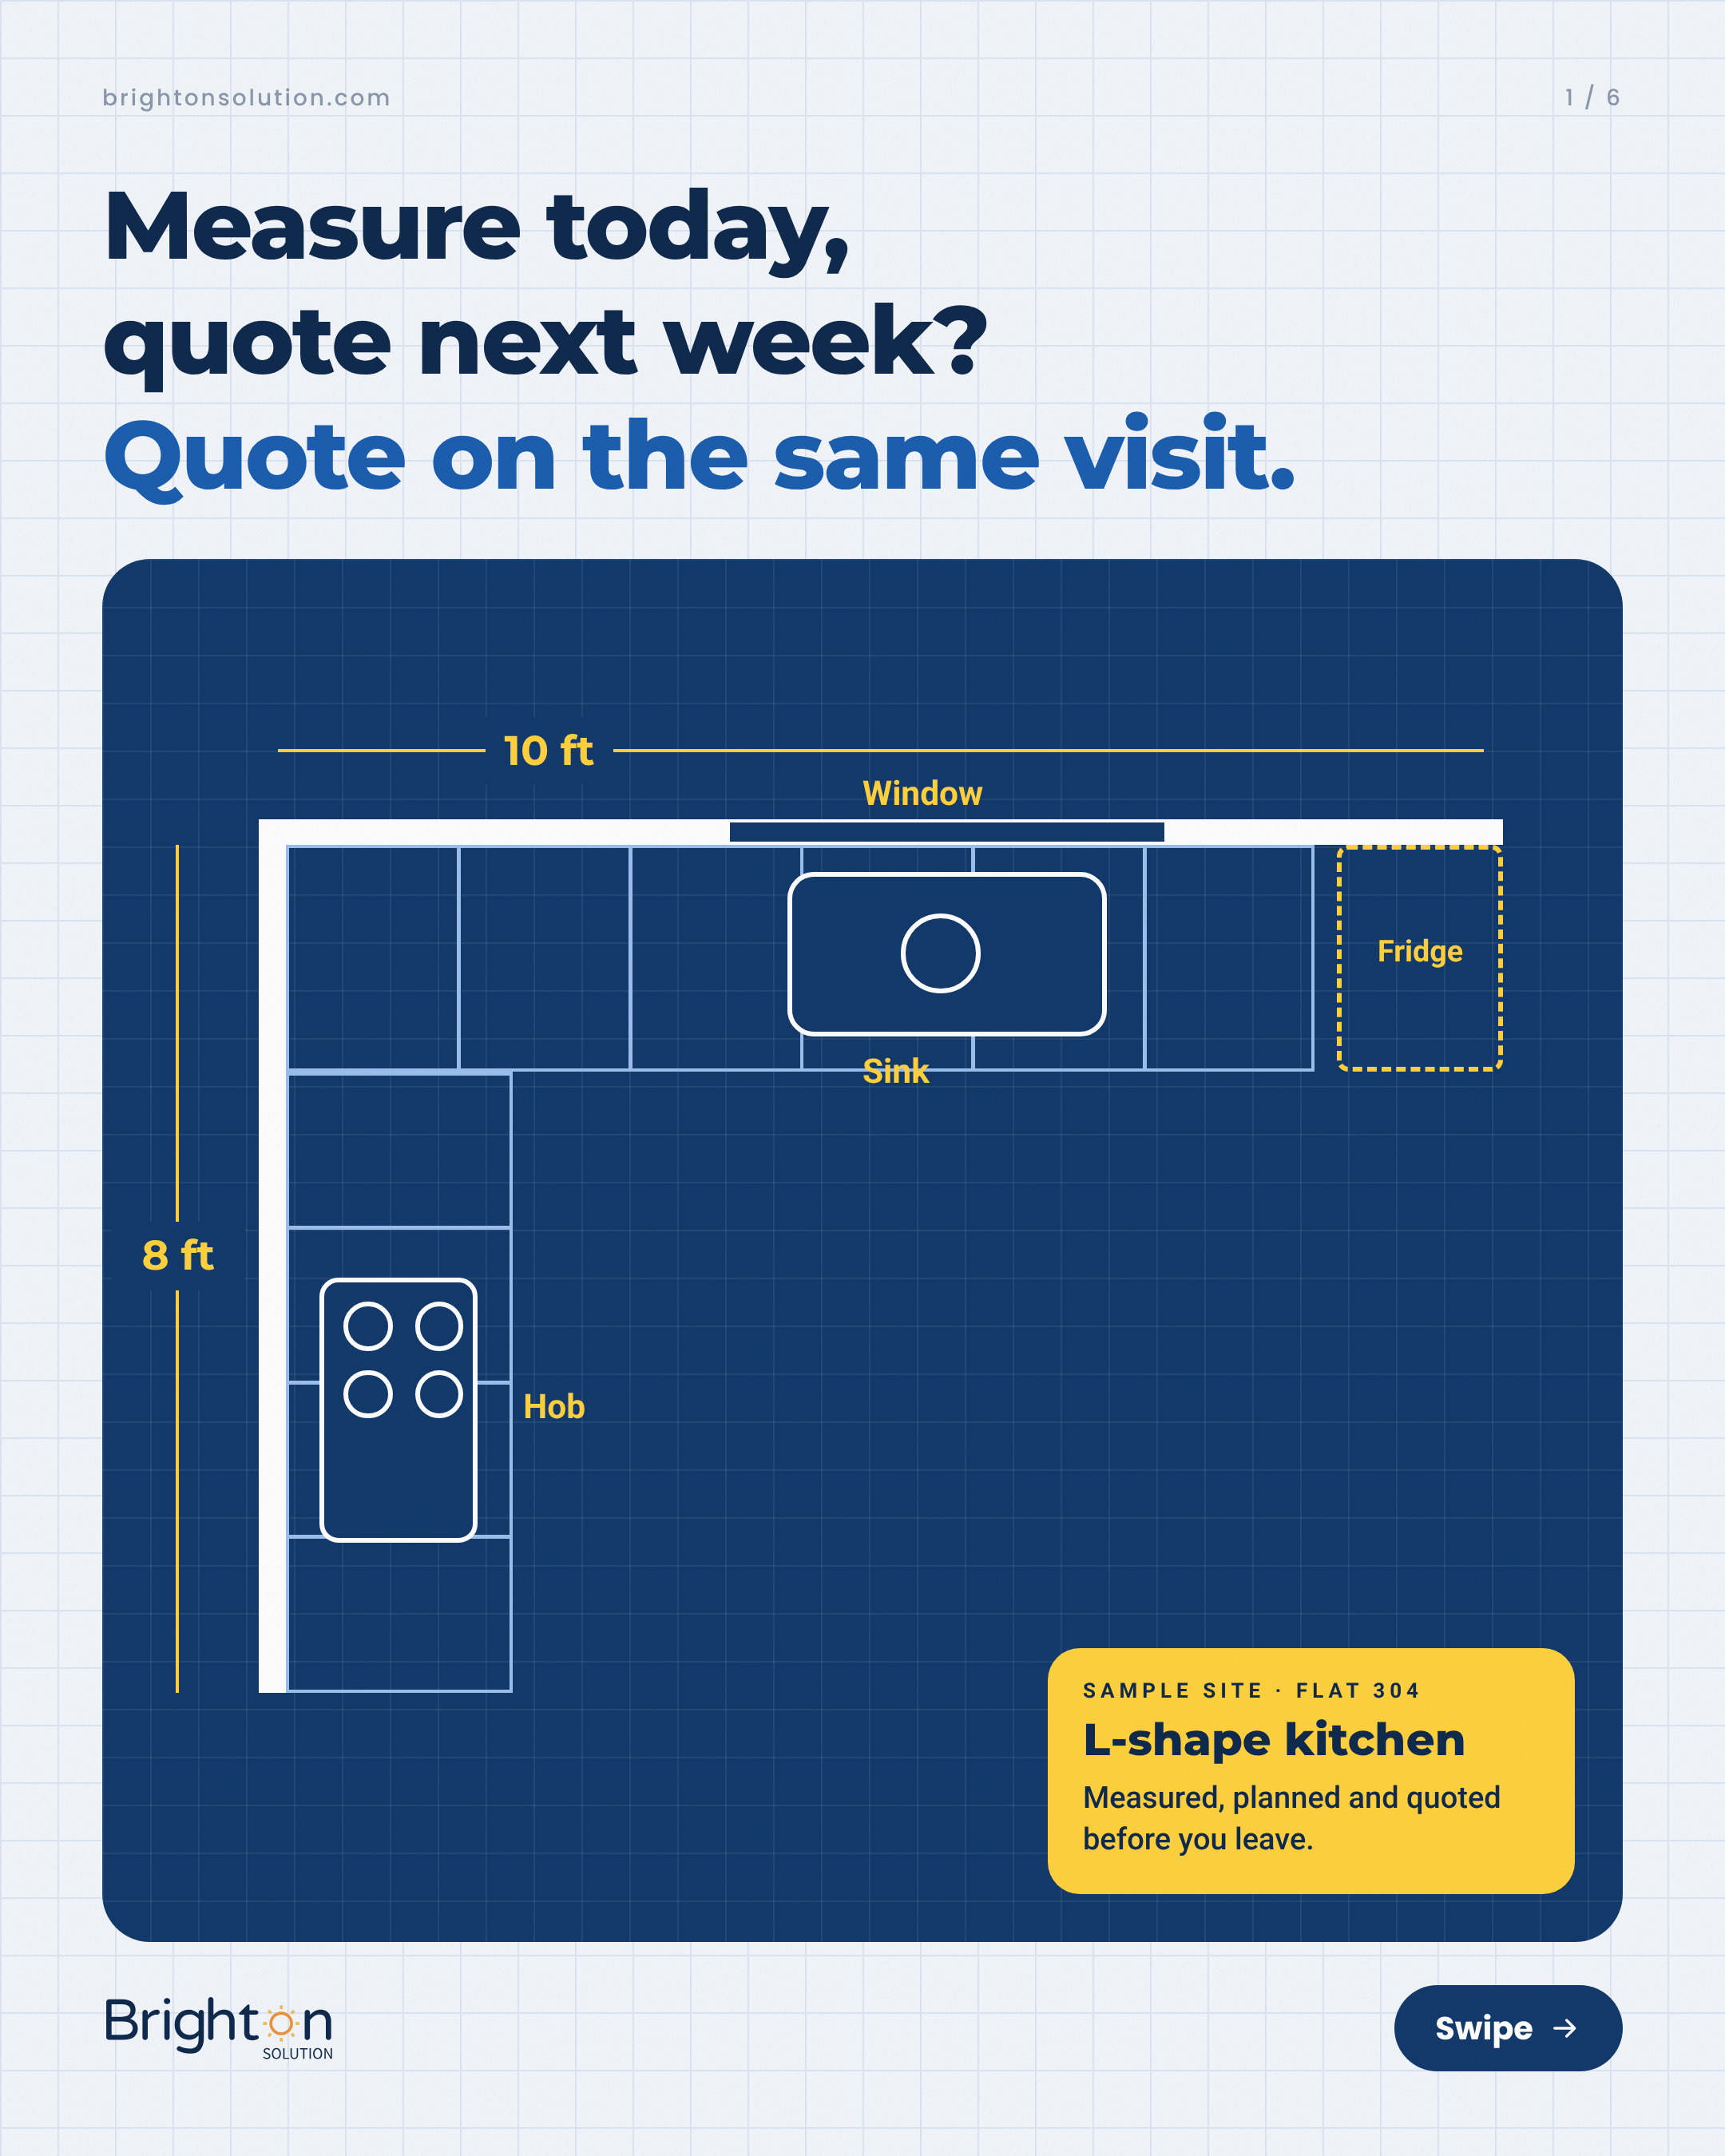 brightonsolution.com
1 / 6
Measure today,
quote next week?
Quote on the same visit.
10 ft
Window
Fridge
Sink
8 ft
Hob
SAMPLE SITE · FLAT 304
L-shape kitchen
Measured, planned and quoted
before you leave.
Brighton
SOLUTION
Swipe →